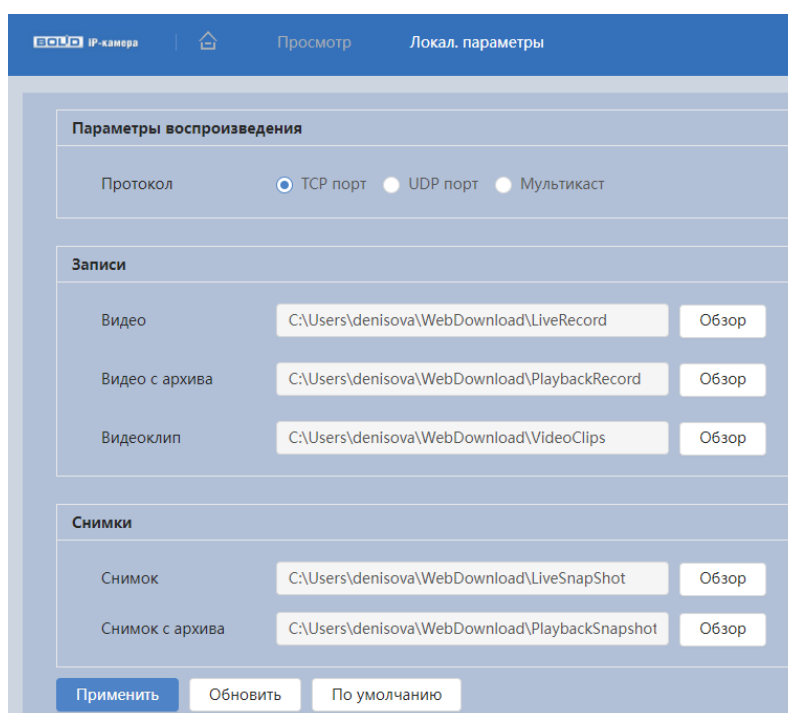 BOLID IP-камера Просмотр Локал. параметры
Параметры воспроизведения
Протокол TCP порт UDP порт Мультикаст
Записи
Видео C:\Users\denisova\WebDownload\LiveRecord Обзор
Видео с архива C:\Users\denisova\WebDownload\PlaybackRecord Обзор
Видеоклип C:\Users\denisova\WebDownload\VideoClips Обзор
Снимки
Снимок C:\Users\denisova\WebDownload\LiveSnapShot Обзор
Снимок с архива C:\Users\denisova\WebDownload\PlaybackSnapshot Обзор
Применить Обновить По умолчанию